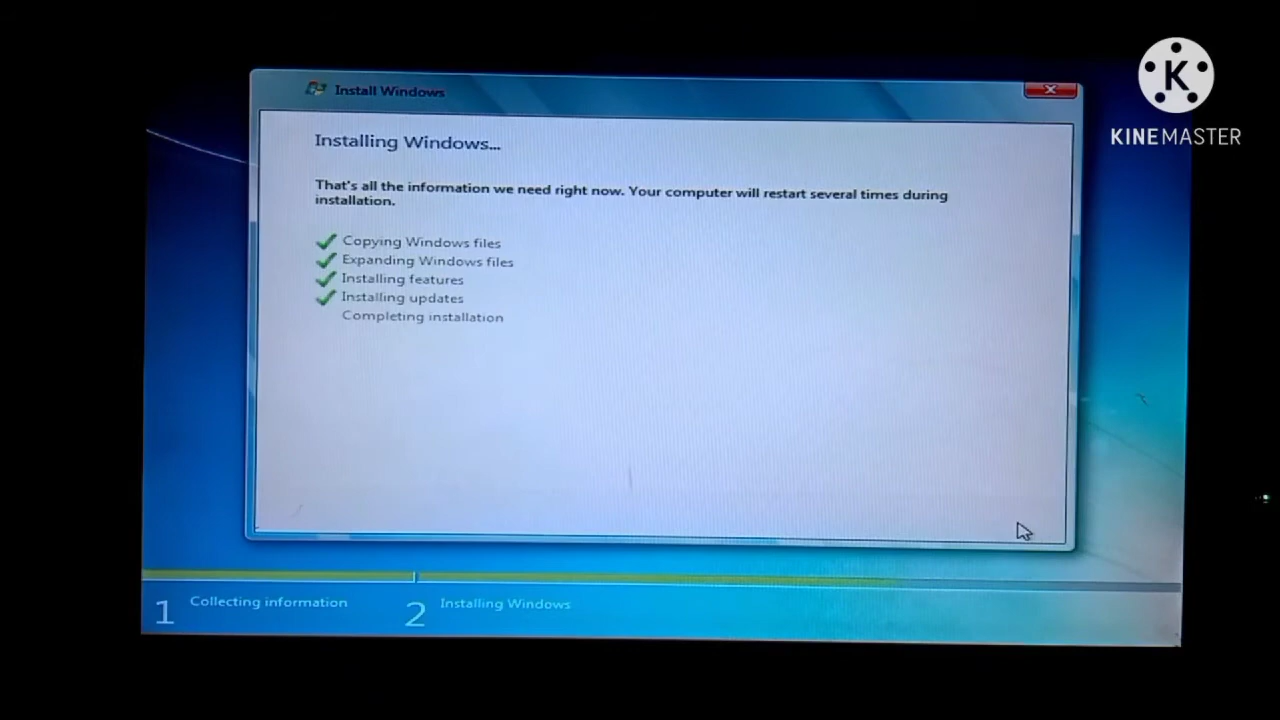 Install Windows
KINEMASTER
Installing Windows...
That's all the information we need right now. Your computer will restart several times during
installation.
Copying Windows files
Expanding Windows files
Installing features
Installing updates
Completing installation
1 Collecting information
2 Installing Windows